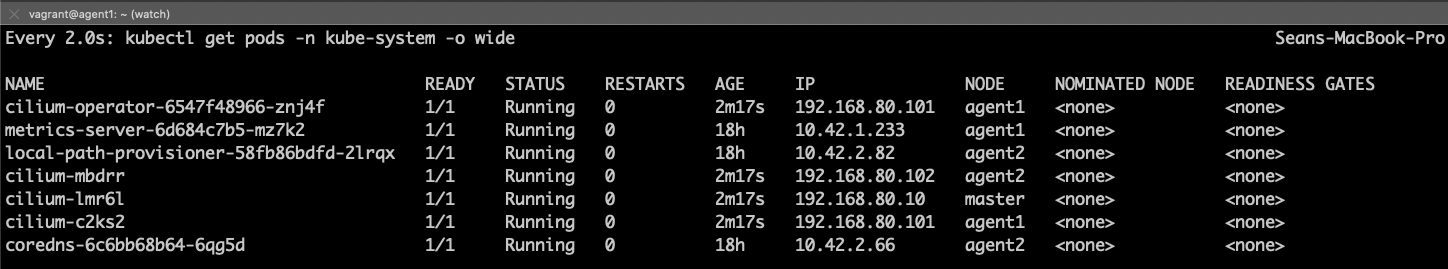 vagrant@agent1: ~ (watch)
Every 2.0s: kubectl get pods -n kube-system -o wide Seans-MacBook-Pro
NAME READY STATUS RESTARTS AGE IP NODE NOMINATED NODE READINESS GATES
cilium-operator-6547f48966-znj4f 1/1 Running 0 2m17s 192.168.80.101 agent1 <none> <none>
metrics-server-6d684c7b5-mz7k2 1/1 Running 0 18h 10.42.1.233 agent1 <none> <none>
local-path-provisioner-58fb86bdfd-2lrqx 1/1 Running 0 18h 10.42.2.82 agent2 <none> <none>
cilium-mbdrr 1/1 Running 0 2m17s 192.168.80.102 agent2 <none> <none>
cilium-lmr6l 1/1 Running 0 2m17s 192.168.80.10 master <none> <none>
cilium-c2ks2 1/1 Running 0 2m17s 192.168.80.101 agent1 <none> <none>
coredns-6c6bb68b64-6qg5d 1/1 Running 0 18h 10.42.2.66 agent2 <none> <none>